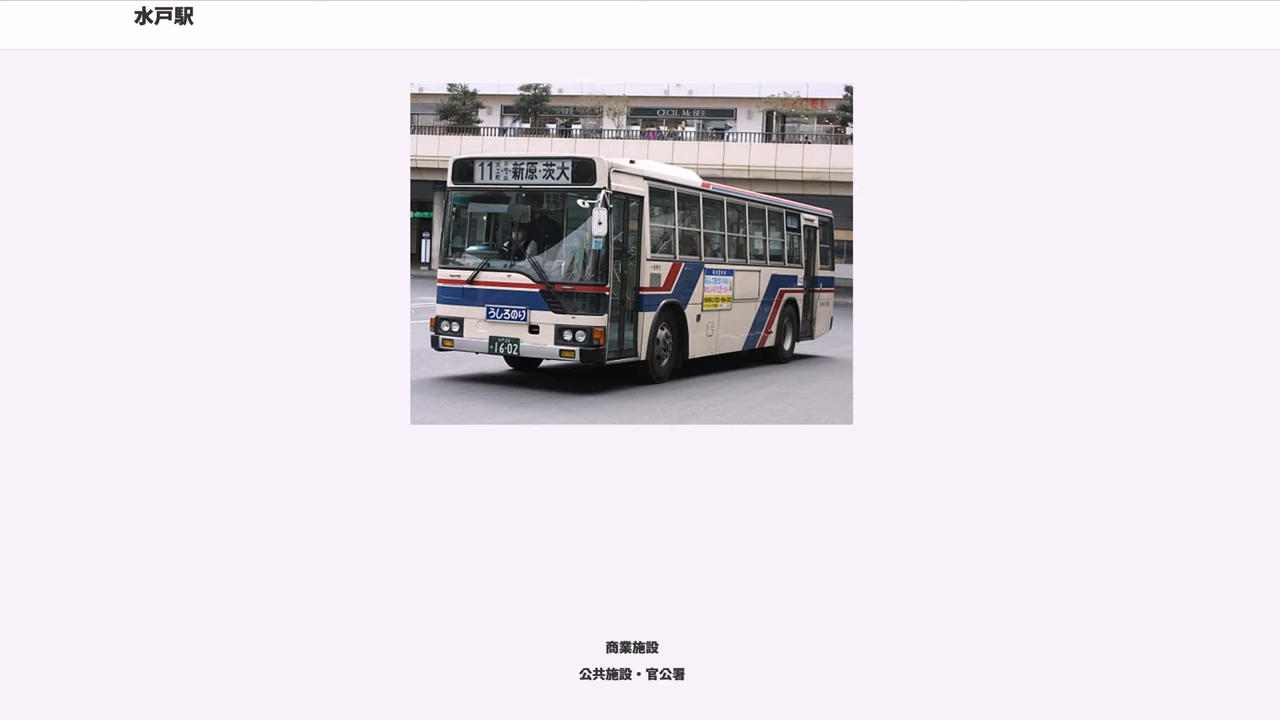 水戸駅
CECIL McBEE
11 新原・茨大
うしろのり
16-02
商業施設
公共施設・官公署